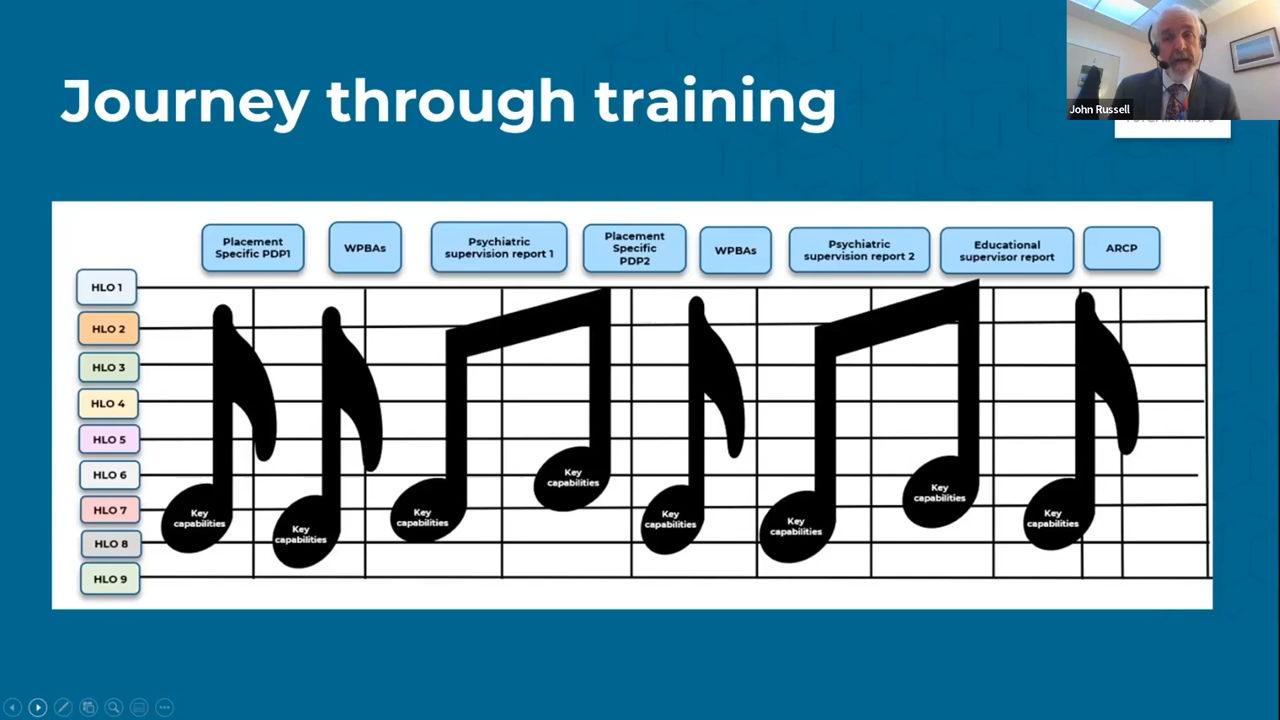 Journey through training
John Russell
Placement
Specific PDP1
WPBAs
Psychiatric
supervision report 1
Placement
Specific
PDP2
WPBAs
Psychiatric
supervision report 2
Educational
supervisor report
ARCP
HLO 1
HLO 2
HLO 3
HLO 4
HLO 5
HLO 6
HLO 7
HLO 8
HLO 9
Key
capabilities
Key
capabilities
Key
capabilities
Key
capabilities
Key
capabilities
Key
capabilities
Key
capabilities
Key
capabilities